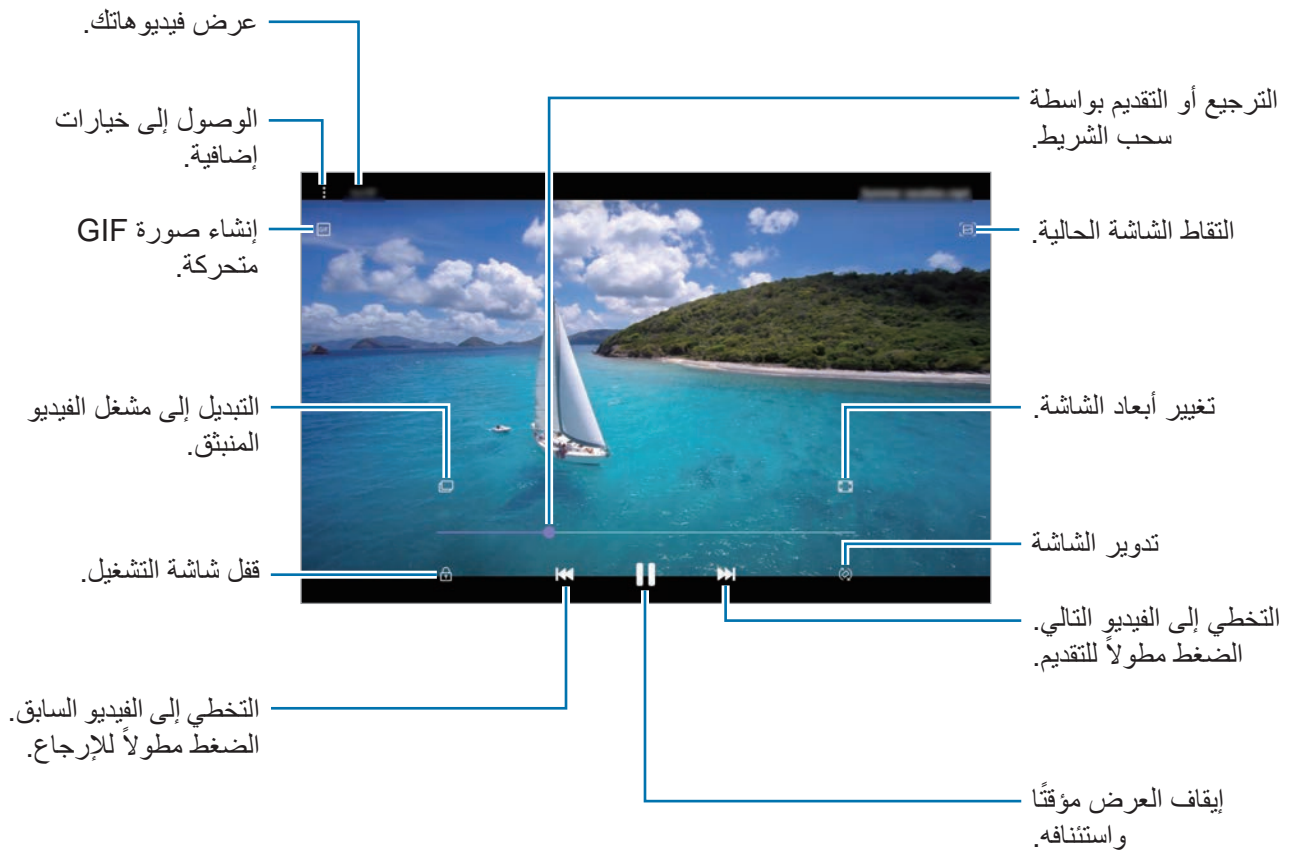 عرض فيديوهاتك.
الترجيع أو التقديم بواسطة
سحب الشريط.
الوصول إلى خيارات
إضافية.
التقاط الشاشة الحالية.
إنشاء صورة GIF
متحركة.
تغيير أبعاد الشاشة.
التبديل إلى مشغل الفيديو
المنبثق.
تدوير الشاشة
قفل شاشة التشغيل.
التخطي إلى الفيديو التالي.
الضغط مطولاً للتقديم.
التخطي إلى الفيديو السابق.
الضغط مطولاً للإرجاع.
إيقاف العرض مؤقتًا
واستئنافه.